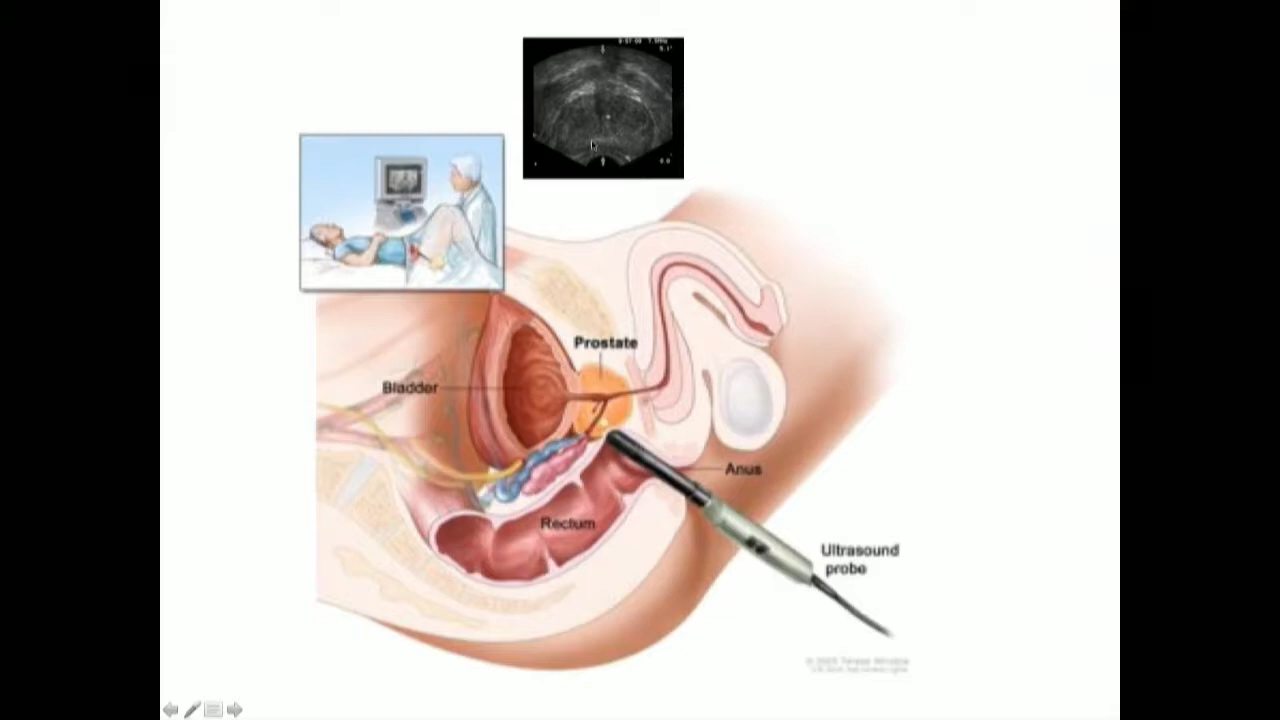 Prostate
Bladder
Anus
Rectum
Ultrasound
probe